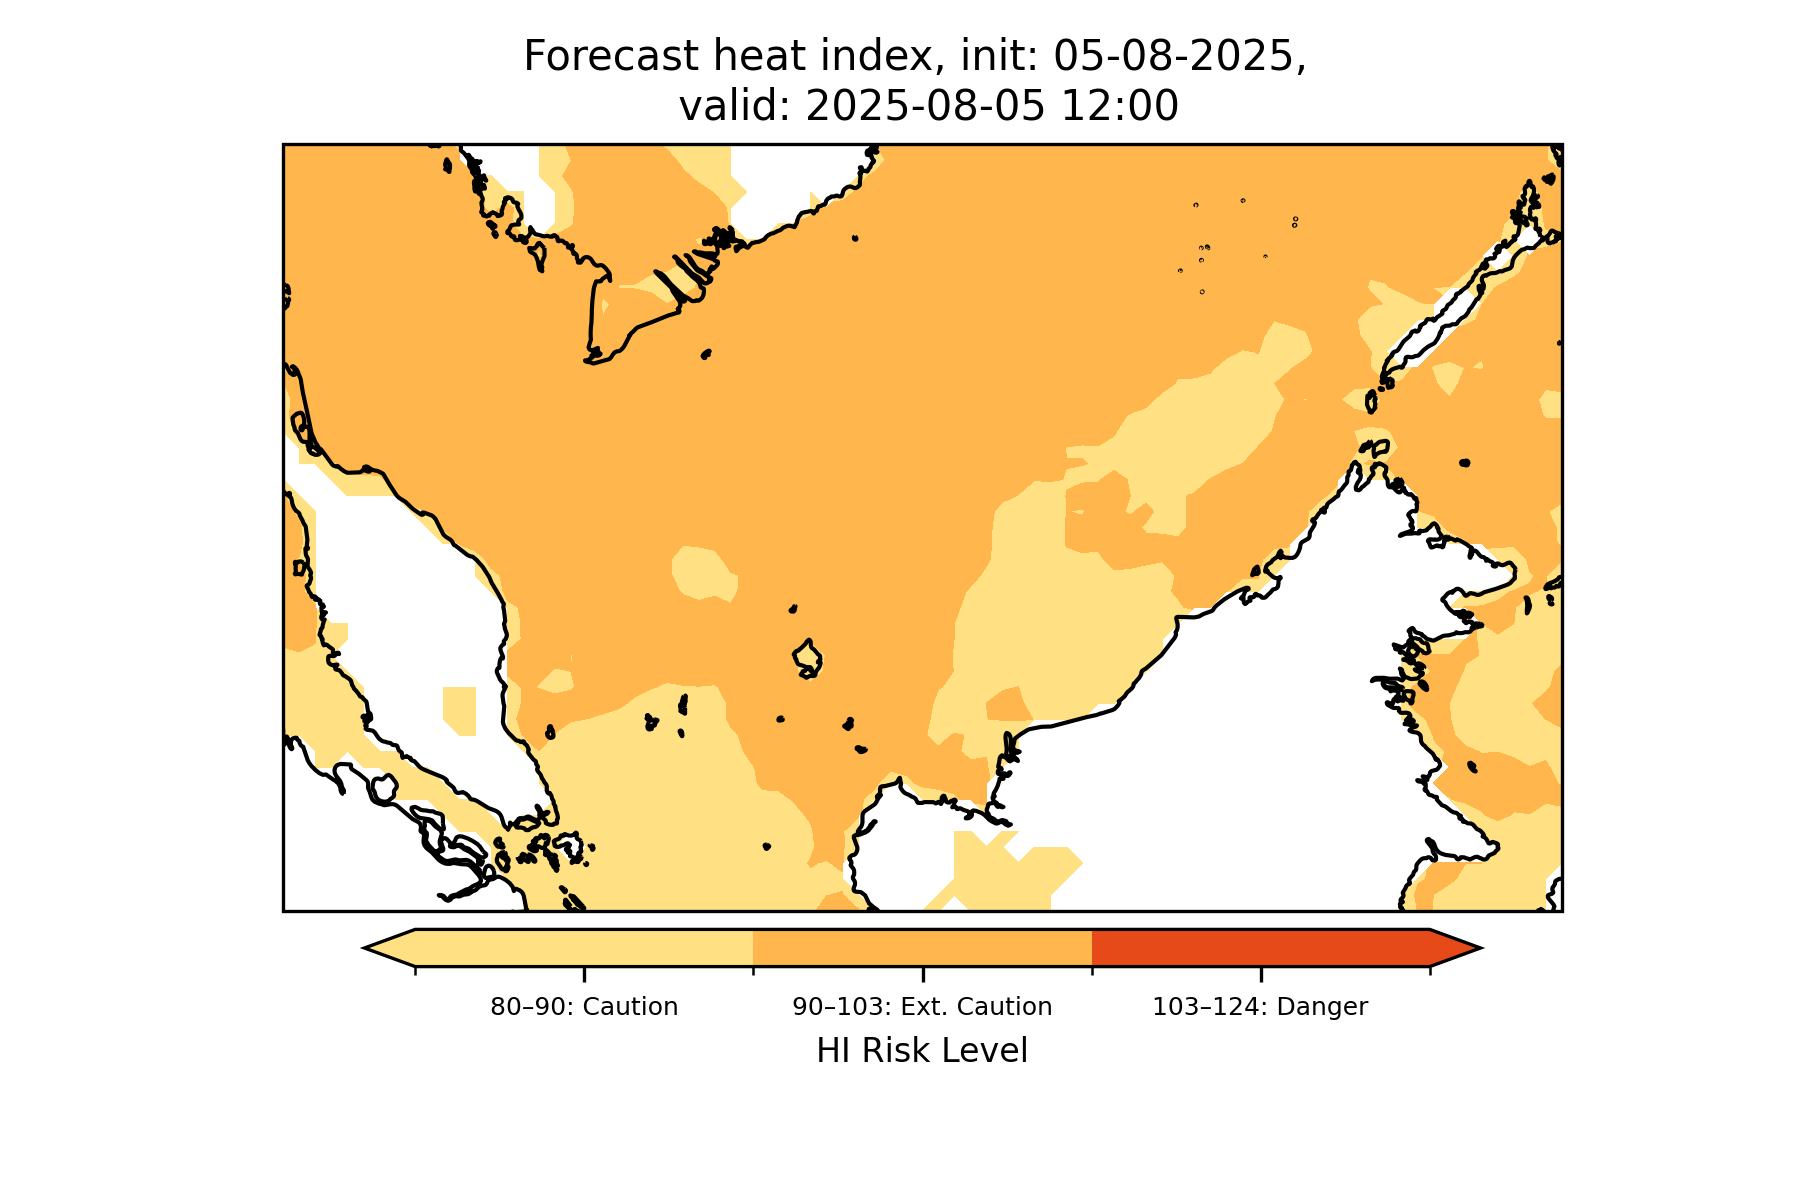 Forecast heat index, init: 05-08-2025,
valid: 2025-08-05 12:00
80–90: Caution
90–103: Ext. Caution
103–124: Danger
HI Risk Level